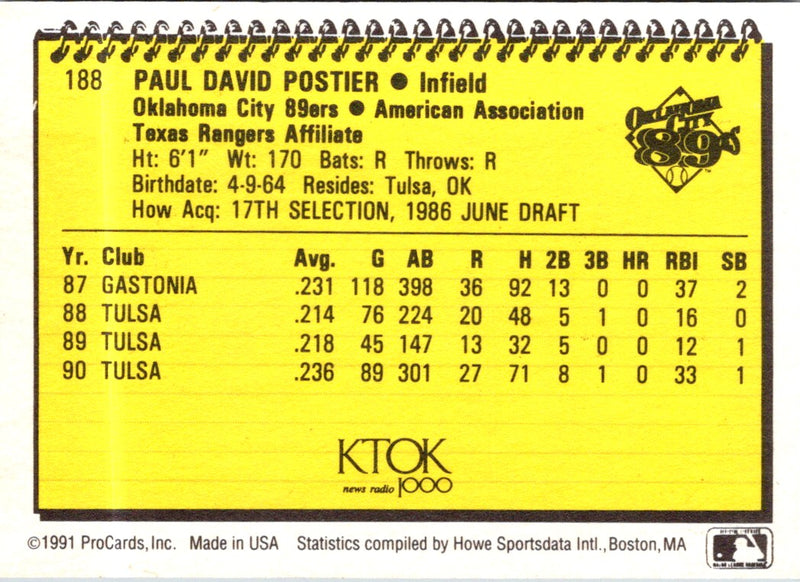 188 PAUL DAVID POSTIER ● Infield
Oklahoma City 89ers ● American Association
Texas Rangers Affiliate
Ht: 6'1" Wt: 170 Bats: R Throws: R
Birthdate: 4-9-64 Resides: Tulsa, OK
How Acq: 17TH SELECTION, 1986 JUNE DRAFT
OKLAHOMA
CITY
89ERS
TM
Yr. Club Avg. G AB R H 2B 3B HR RBI SB
87 GASTONIA .231 118 398 36 92 13 0 0 37 2
88 TULSA .214 76 224 20 48 5 1 0 16 0
89 TULSA .218 45 147 13 32 5 0 0 12 1
90 TULSA .236 89 301 27 71 8 1 0 33 1
KTOK
news radio 1000
©1991 ProCards, Inc. Made in USA Statistics compiled by Howe Sportsdata Intl., Boston, MA